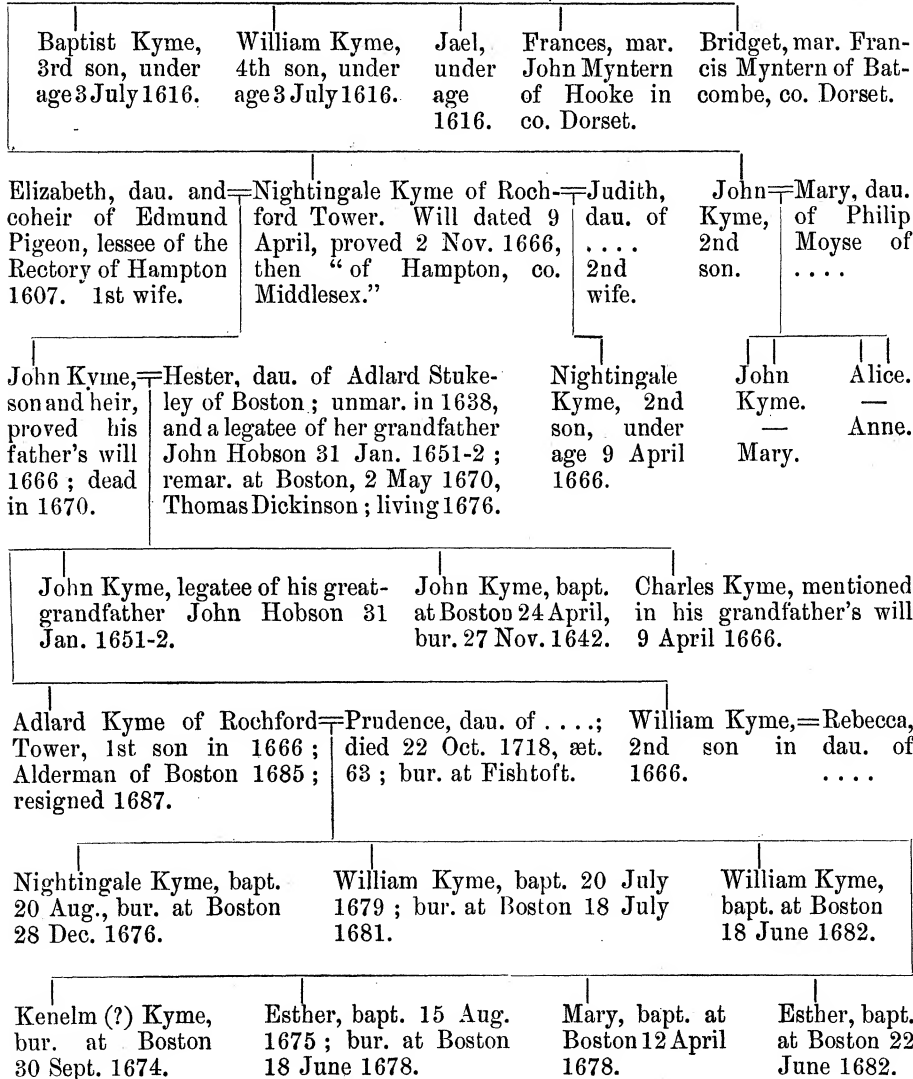 Baptist Kyme,
3rd son, under
age 3 July 1616.
William Kyme,
4th son, under
age 3 July 1616.
Jael,
under
age
1616.
Frances, mar.
John Myntern
of Hooke in
co. Dorset.
Bridget, mar. Fran-
cis Myntern of Bat-
combe, co. Dorset.
Elizabeth, dau. and
coheir of Edmund
Pigeon, lessee of the
Rectory of Hampton
1607. 1st wife.
=Nightingale Kyme of Roch-
ford Tower. Will dated 9
April, proved 2 Nov. 1666,
then “of Hampton, co.
Middlesex.”
=Judith,
dau. of
. . . .
2nd
wife.
John
Kyme,
2nd
son.
=Mary, dau.
of Philip
Moyse of
. . . .
John Kyme,
son and heir,
proved his
father's will
1666 ; dead
in 1670.
=Hester, dau. of Adlard Stuke-
ley of Boston ; unmar. in 1638,
and a legatee of her grandfather
John Hobson 31 Jan. 1651-2 ;
remar. at Boston, 2 May 1670,
Thomas Dickinson ; living 1676.
Nightingale
Kyme, 2nd
son, under
age 9 April
1666.
John
Kyme.
—
Mary.
Alice.
—
Anne.
John Kyme, legatee of his great-
grandfather John Hobson 31
Jan. 1651-2.
John Kyme, bapt.
at Boston 24 April,
bur. 27 Nov. 1642.
Charles Kyme, mentioned
in his grandfather's will
9 April 1666.
Adlard Kyme of Rochford
Tower, 1st son in 1666 ;
Alderman of Boston 1685 ;
resigned 1687.
=Prudence, dau. of . . . .;
died 22 Oct. 1718, æt.
63 ; bur. at Fishtoft.
William Kyme,
2nd son in
1666.
=Rebecca,
dau. of
. . . .
Nightingale Kyme, bapt.
20 Aug., bur. at Boston
28 Dec. 1676.
William Kyme, bapt. 20 July
1679 ; bur. at Boston 18 July
1681.
William Kyme,
bapt. at Boston
18 June 1682.
Kenelm (?) Kyme,
bur. at Boston
30 Sept. 1674.
Esther, bapt. 15 Aug.
1675 ; bur. at Boston
18 June 1678.
Mary, bapt. at
Boston 12 April
1678.
Esther, bapt.
at Boston 22
June 1682.